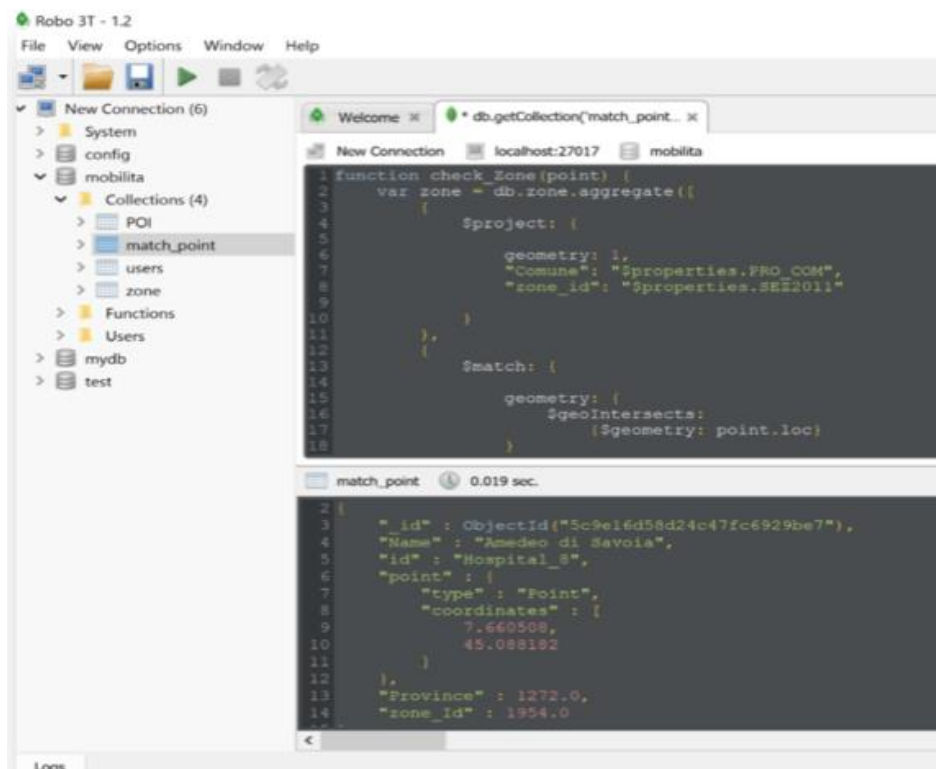 Robo 3T - 1.2
File View Options Window Help
New Connection (6)
System
config
mobilita
Collections (4)
POI
match_point
users
zone
Functions
Users
mydb
test
Welcome
* db.getCollection('match_point...
New Connection localhost:27017 mobilita
1 function check_Zone(point) {
2 var zone = db.zone.aggregate([
3 {
4 $project: {
5
6 geometry: 1,
7 "Comune": "$properties.PRO_COM",
8 "zone_id": "$properties.SEZ2011"
9
10 }
11 },
12 {
13 $match: {
14
15 geometry: {
16 $geoIntersects:
17 {$geometry: point.loc}
18 }
match_point 0.019 sec.
2 {
3 "_id" : ObjectId("5c9e16d58d24c47fc6929be7"),
4 "Name" : "Amedeo di Savoia",
5 "id" : "Hospital_8",
6 "point" : {
7 "type" : "Point",
8 "coordinates" : [
9 7.660508,
10 45.088182
11 ]
12 },
13 "Province" : 1272.0,
14 "zone_Id" : 1954.0
Logs